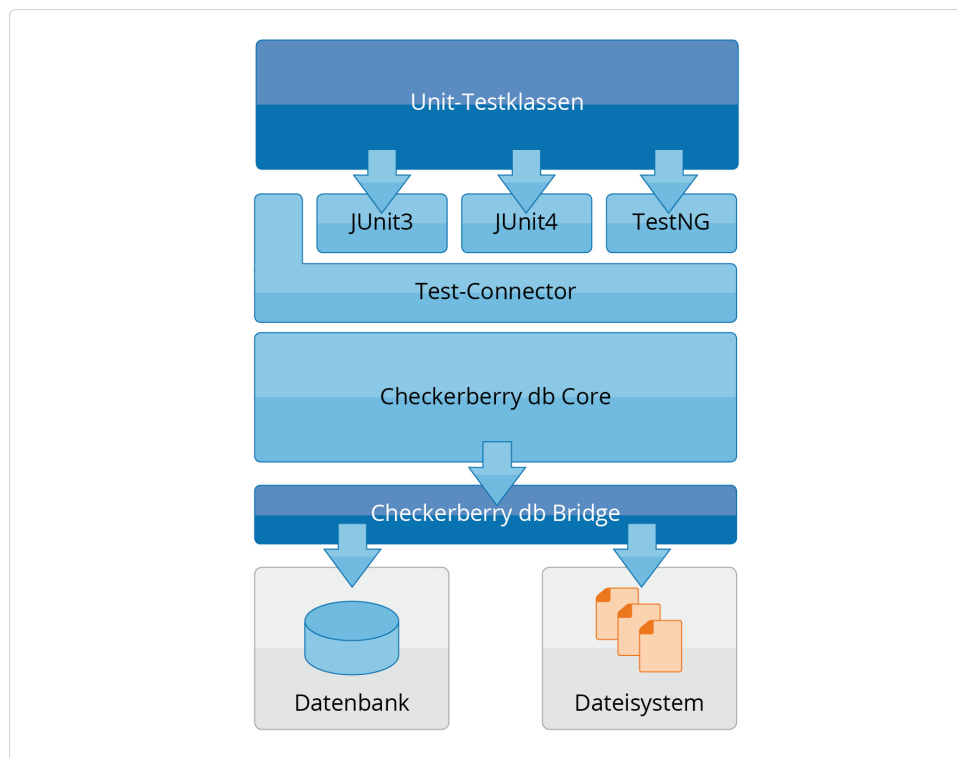 Unit-Testklassen
JUnit3
JUnit4
TestNG
Test-Connector
Checkerberry db Core
Checkerberry db Bridge
Datenbank
Dateisystem